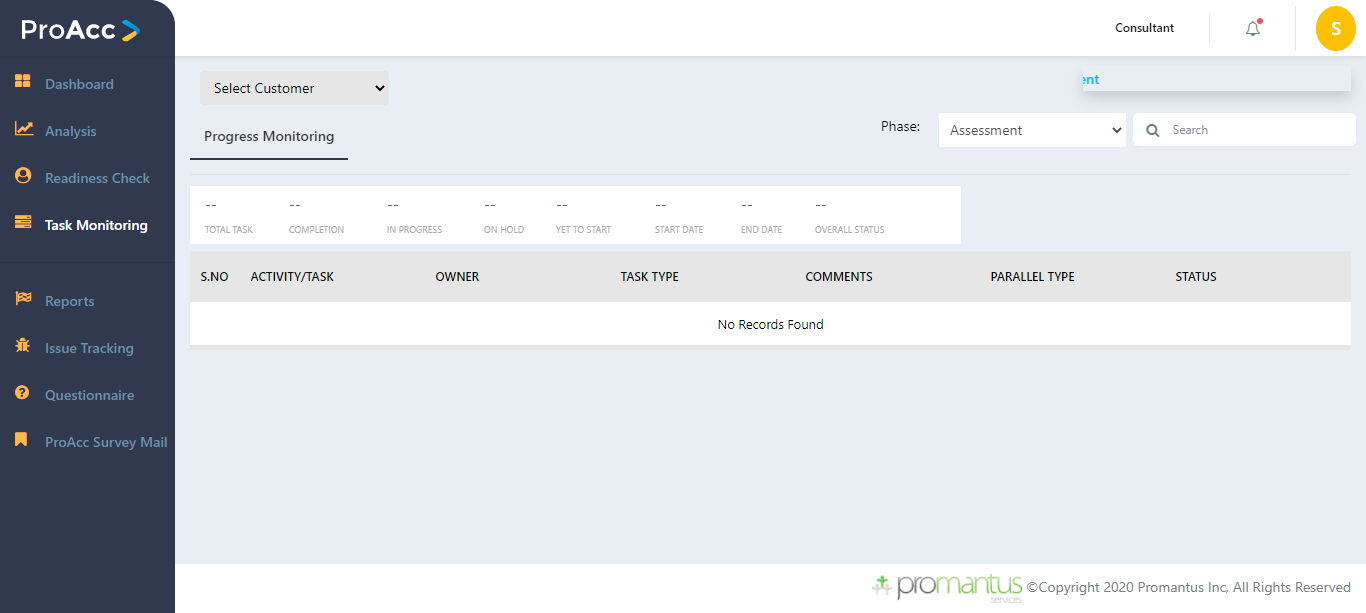 ProAcc
Consultant
S
Dashboard
Analysis
Readiness Check
Task Monitoring
Reports
Issue Tracking
Questionnaire
ProAcc Survey Mail
Select Customer
ent
Progress Monitoring
Phase:
Assessment
Search
-- -- -- -- -- -- -- --
TOTAL TASK COMPLETION IN PROGRESS ON HOLD YET TO START START DATE END DATE OVERALL STATUS
S.NO ACTIVITY/TASK OWNER TASK TYPE COMMENTS PARALLEL TYPE STATUS
No Records Found
promantus
services
©Copyright 2020 Promantus Inc, All Rights Reserved